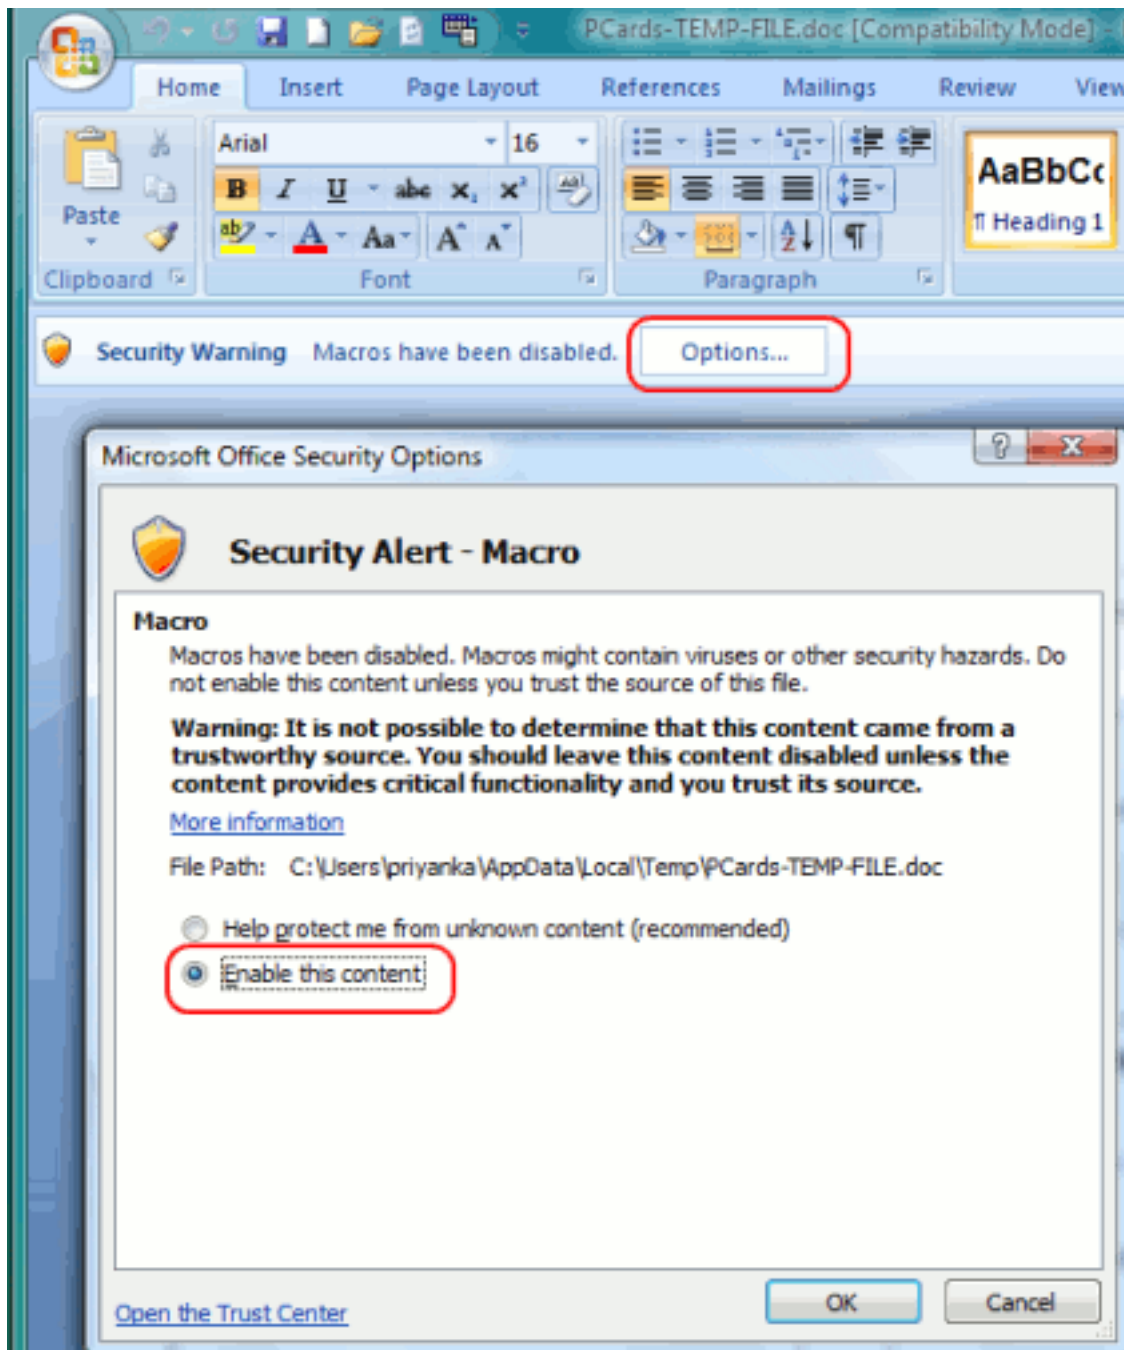 PCards-TEMP-FILE.doc [Compatibility Mode] -
Home Insert Page Layout References Mailings Review View
Arial 16
AaBbCc
Paste
B I U abc x, x² Aa
¶ Heading 1
ab A Aa A A A Z ¶
Clipboard Font Paragraph
Security Warning Macros have been disabled. Options...
Microsoft Office Security Options
Security Alert - Macro
Macro
Macros have been disabled. Macros might contain viruses or other security hazards. Do
not enable this content unless you trust the source of this file.
Warning: It is not possible to determine that this content came from a
trustworthy source. You should leave this content disabled unless the
content provides critical functionality and you trust its source.
More information
File Path: C:\Users\priyanka\AppData\Local\Temp\PCards-TEMP-FILE.doc
Help protect me from unknown content (recommended)
Enable this content
Open the Trust Center OK Cancel